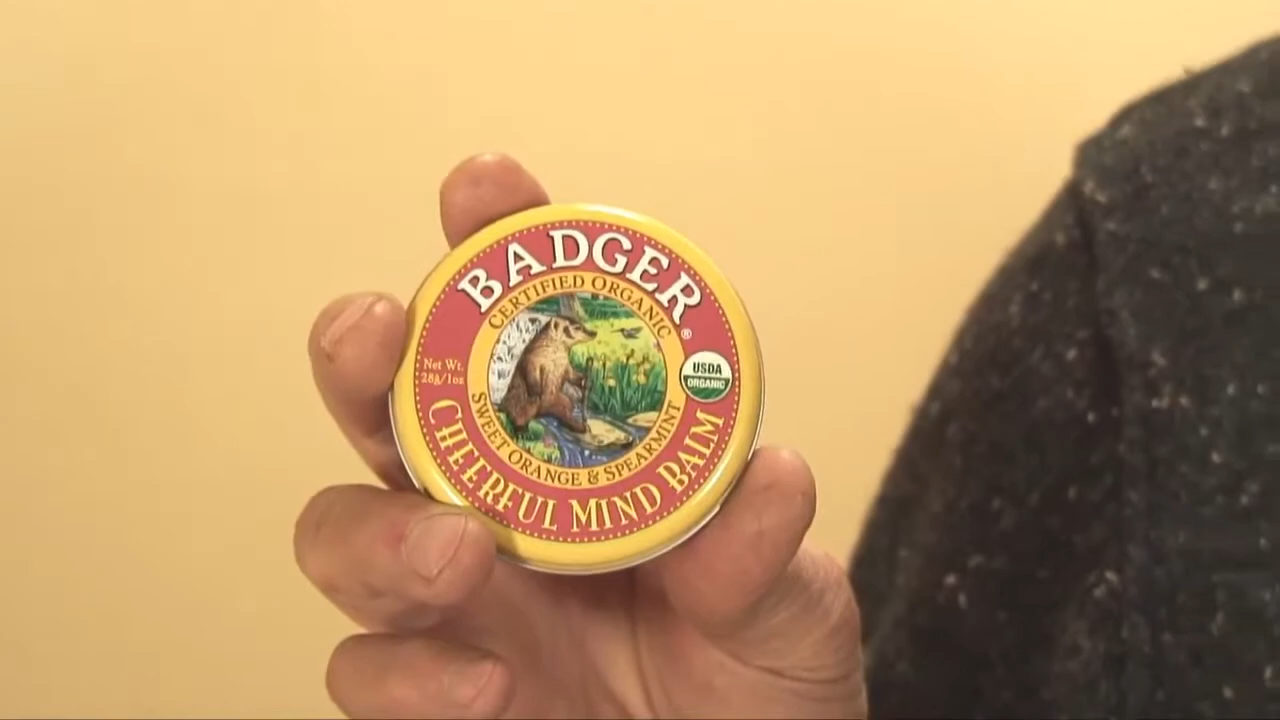 BADGER®
CERTIFIED ORGANIC
Net Wt.
28g/1oz
USDA
ORGANIC
SWEET ORANGE & SPEARMINT
CHEERFUL MIND BALM